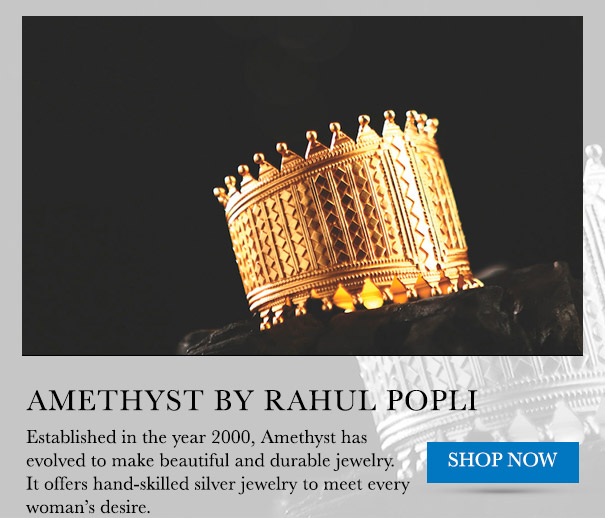 AMETHYST BY RAHUL POPLI
Established in the year 2000, Amethyst has
evolved to make beautiful and durable jewelry.
It offers hand-skilled silver jewelry to meet every
woman's desire.
SHOP NOW